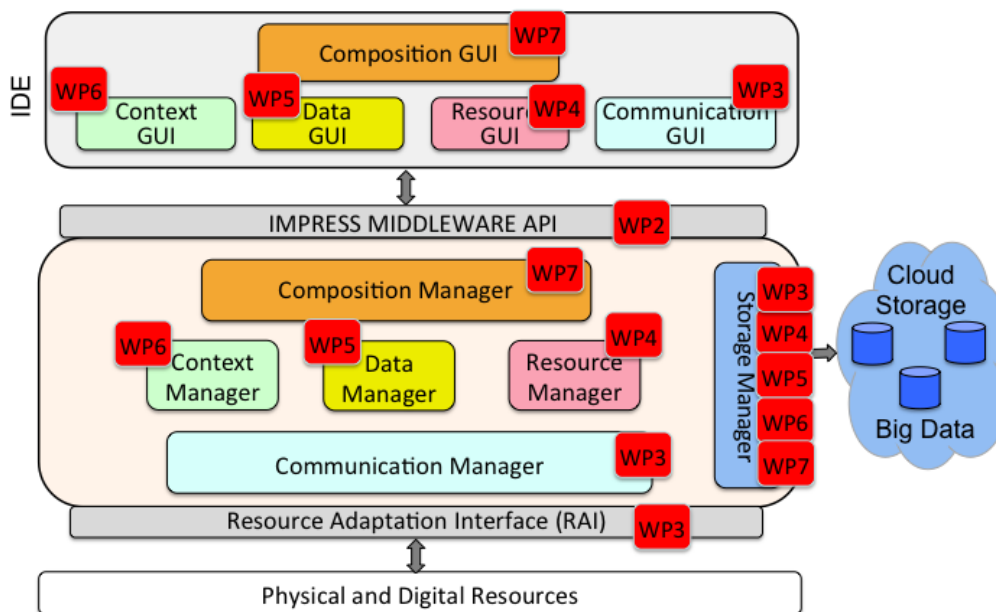 IDE
WP7
Composition GUI
WP6
WP5
WP4
WP3
Context
GUI
Data
GUI
Resource
GUI
Communication
GUI
IMPRESS MIDDLEWARE API
WP2
WP7
Composition Manager
WP6
WP5
WP4
Context
Manager
Data
Manager
Resource
Manager
Communication Manager
WP3
Storage Manager
WP3
WP4
WP5
WP6
WP7
Cloud
Storage
Big Data
Resource Adaptation Interface (RAI)
WP3
Physical and Digital Resources